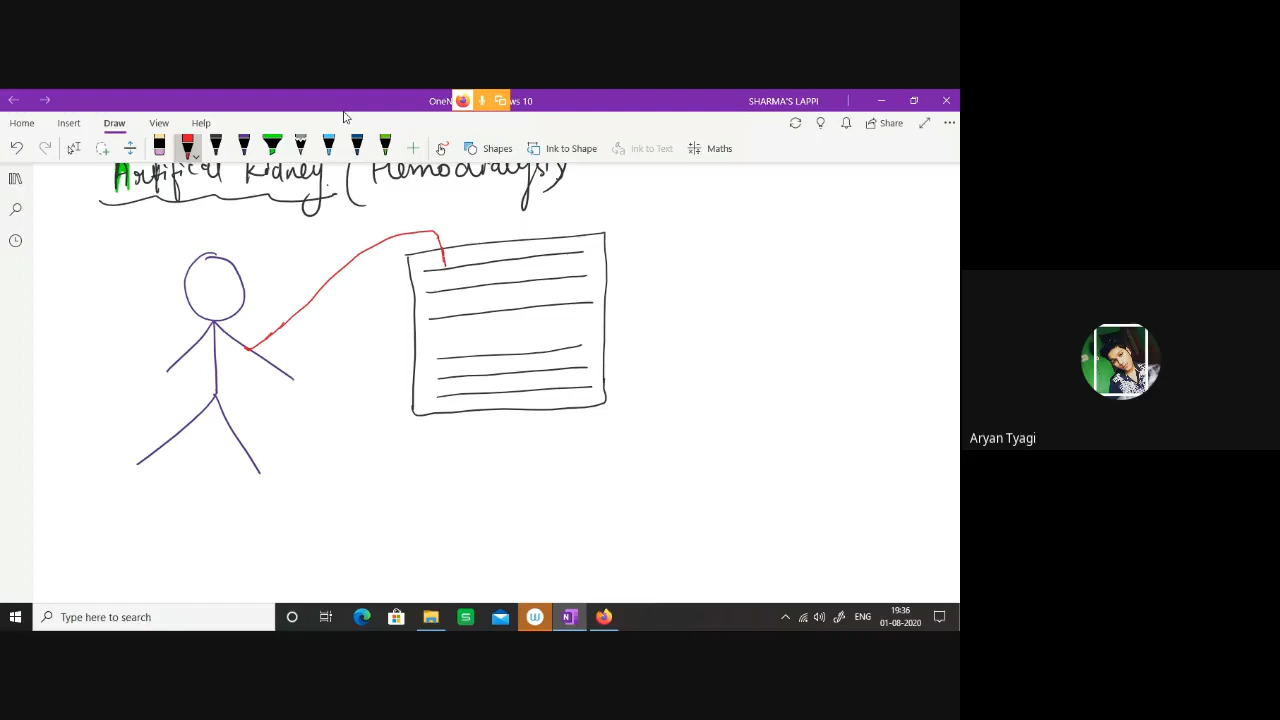 OneN
ws 10
SHARMA'S LAPPI
Home
Insert
Draw
View
Help
Share
Shapes
Ink to Shape
Ink to Text
Maths
Artifical Kidney (Hemodialysis)
Aryan Tyagi
Type here to search
ENG
19:36
01-08-2020